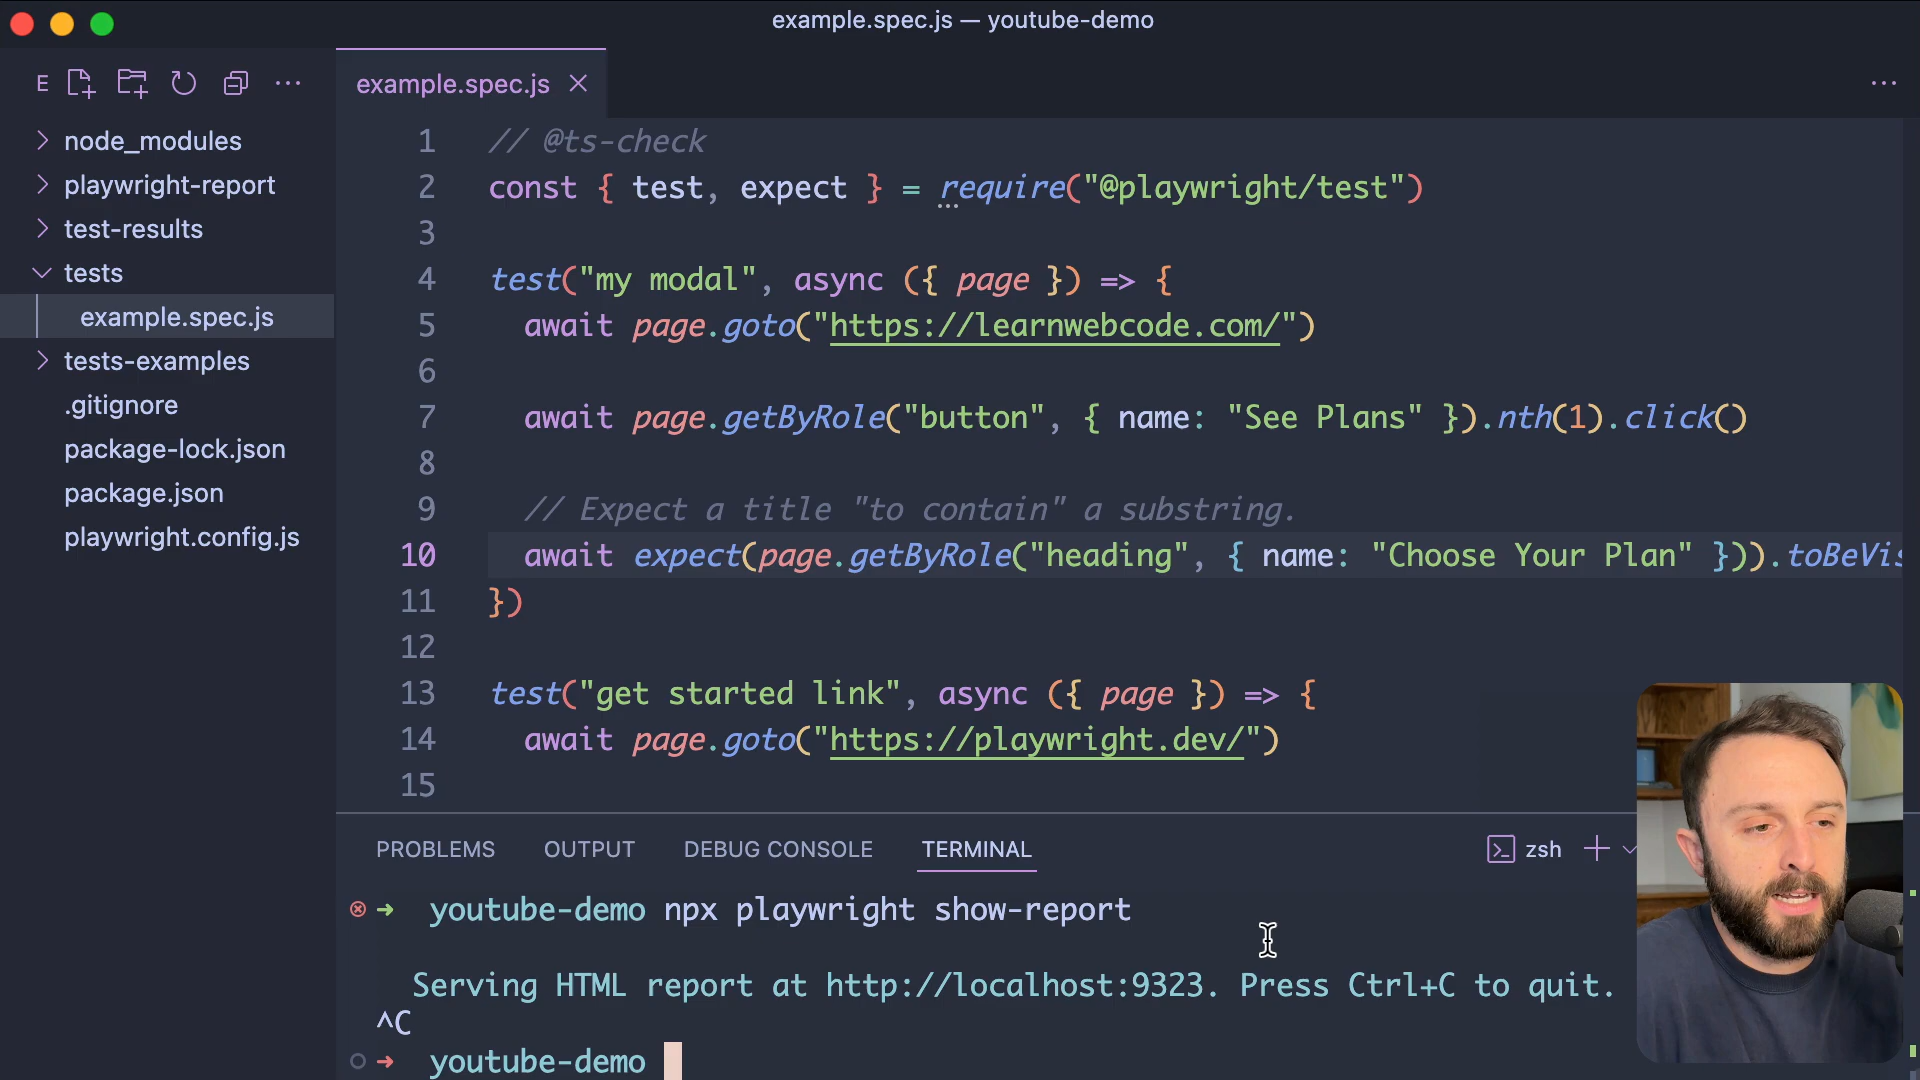 example.spec.js — youtube-demo
E
example.spec.js
node_modules
playwright-report
test-results
tests
example.spec.js
tests-examples
.gitignore
package-lock.json
package.json
playwright.config.js
1 // @ts-check
2 const { test, expect } = require("@playwright/test")
3
4 test("my modal", async ({ page }) => {
5 await page.goto("https://learnwebcode.com/")
6
7 await page.getByRole("button", { name: "See Plans" }).nth(1).click()
8
9 // Expect a title "to contain" a substring.
10 await expect(page.getByRole("heading", { name: "Choose Your Plan" })).toBeVis
11 })
12
13 test("get started link", async ({ page }) => {
14 await page.goto("https://playwright.dev/")
15
PROBLEMS OUTPUT DEBUG CONSOLE TERMINAL zsh
→ youtube-demo npx playwright show-report
Serving HTML report at http://localhost:9323. Press Ctrl+C to quit.
^C
→ youtube-demo